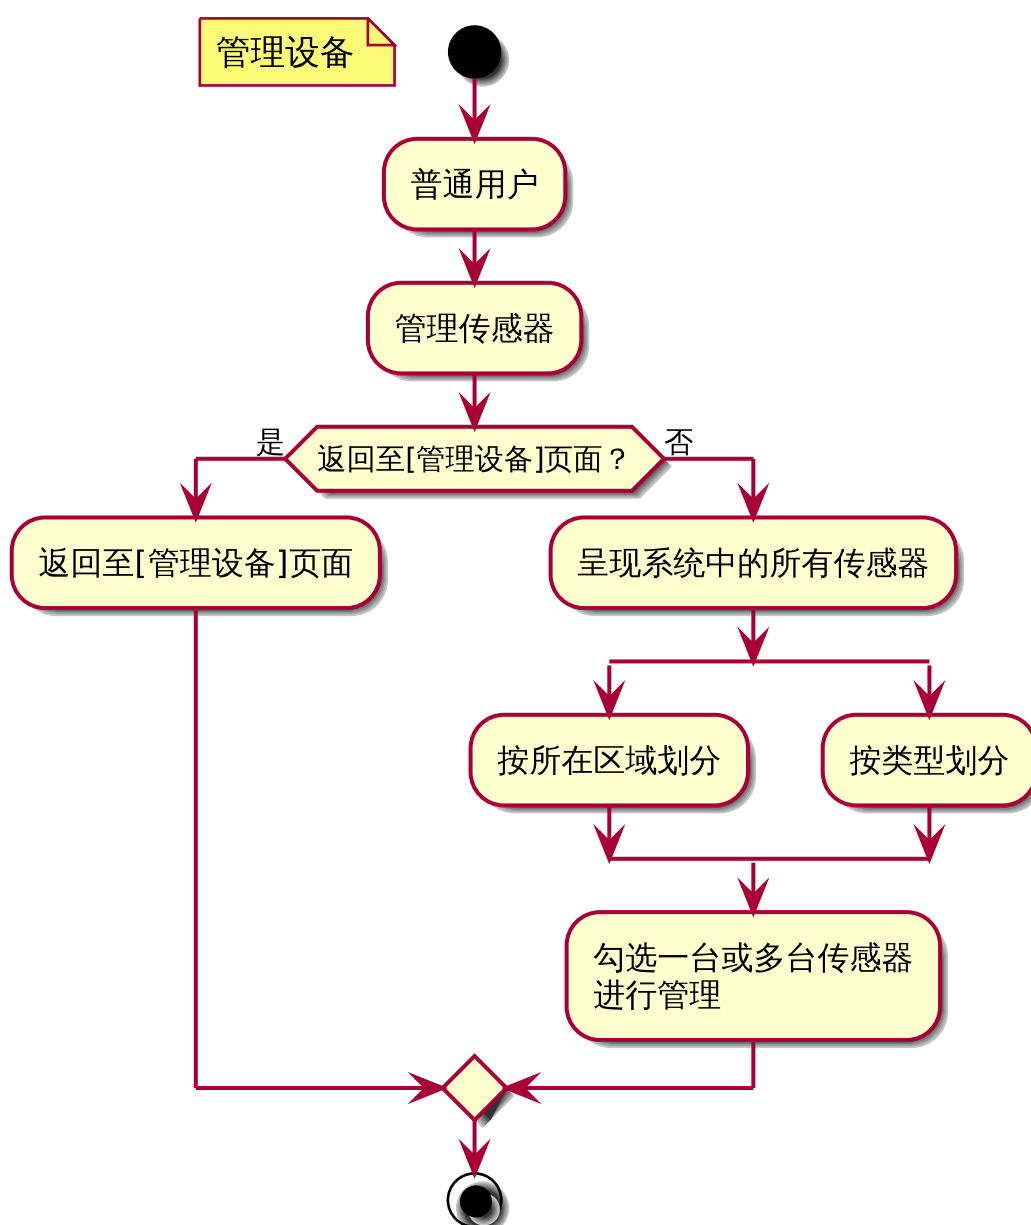 管理设备
普通用户
管理传感器
是
返回至[管理设备]页面？
否
返回至[管理设备]页面
呈现系统中的所有传感器
按所在区域划分
按类型划分
勾选一台或多台传感器
进行管理